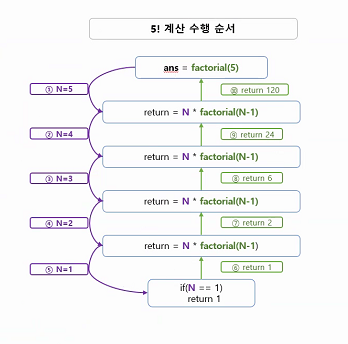 5! 계산 수행 순서
ans = factorial(5)
① N=5
⑩ return 120
return = N * factorial(N-1)
② N=4
⑨ return 24
return = N * factorial(N-1)
③ N=3
⑧ return 6
return = N * factorial(N-1)
④ N=2
⑦ return 2
return = N * factorial(N-1)
⑤ N=1
⑥ return 1
if(N == 1)
return 1